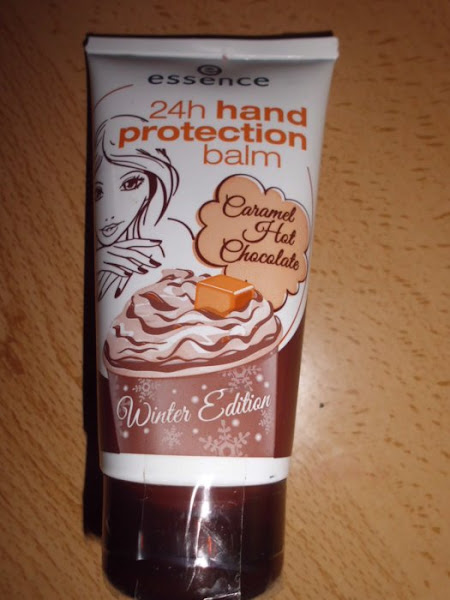 essence
24h hand
protection
balm
Caramel
Hot
Chocolate
Winter Edition